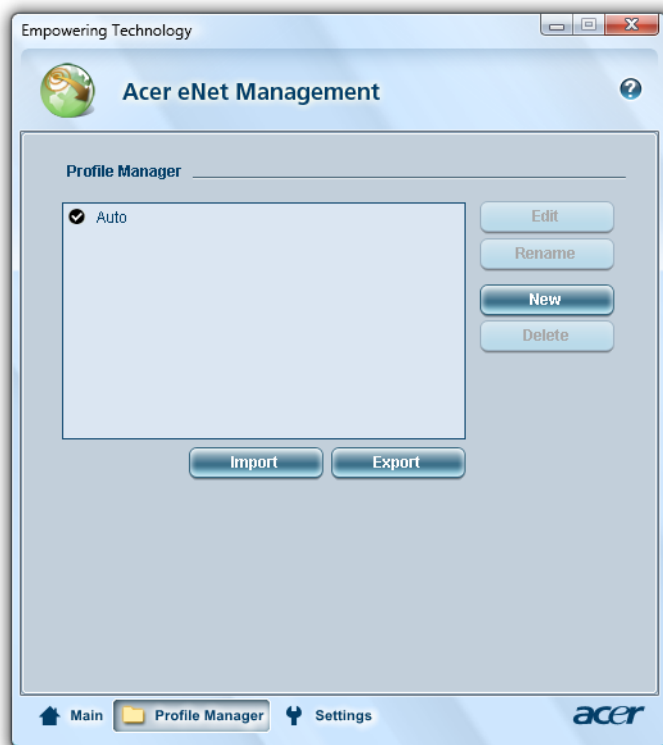 Empowering Technology
Acer eNet Management
?
Profile Manager
Auto
Edit
Rename
New
Delete
Import
Export
Main
Profile Manager
Settings
acer